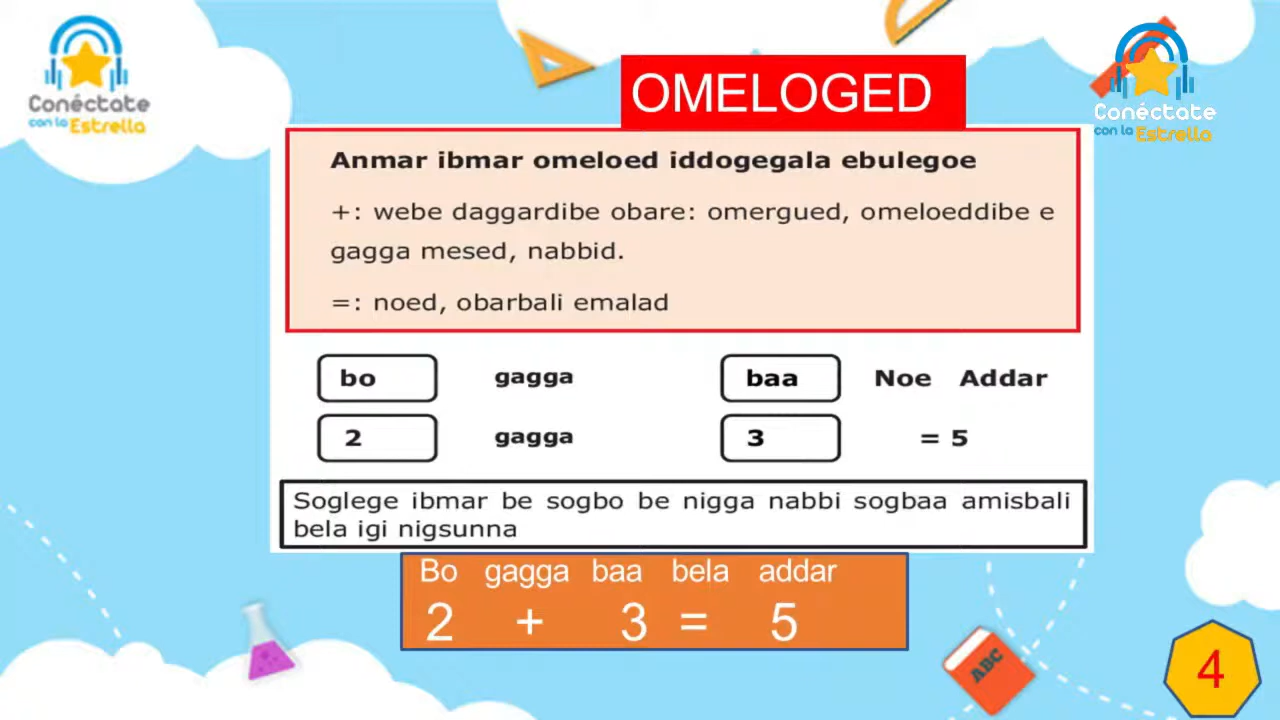 Conéctate
con la Estrella
Conéctate
con la Estrella
OMELOGED
Anmar ibmar omeloed iddogegala ebulegoe
+: webe daggardibe obare: omergued, omeloeddibe e
gagga mesed, nabbid.
=: noed, obarbali emalad
bo gagga baa Noe Addar
2 gagga 3 = 5
Soglege ibmar be sogbo be nigga nabbi sogbaa amisbali
bela igi nigsunna
Bo gagga baa bela addar
2 + 3 = 5
ABC
4